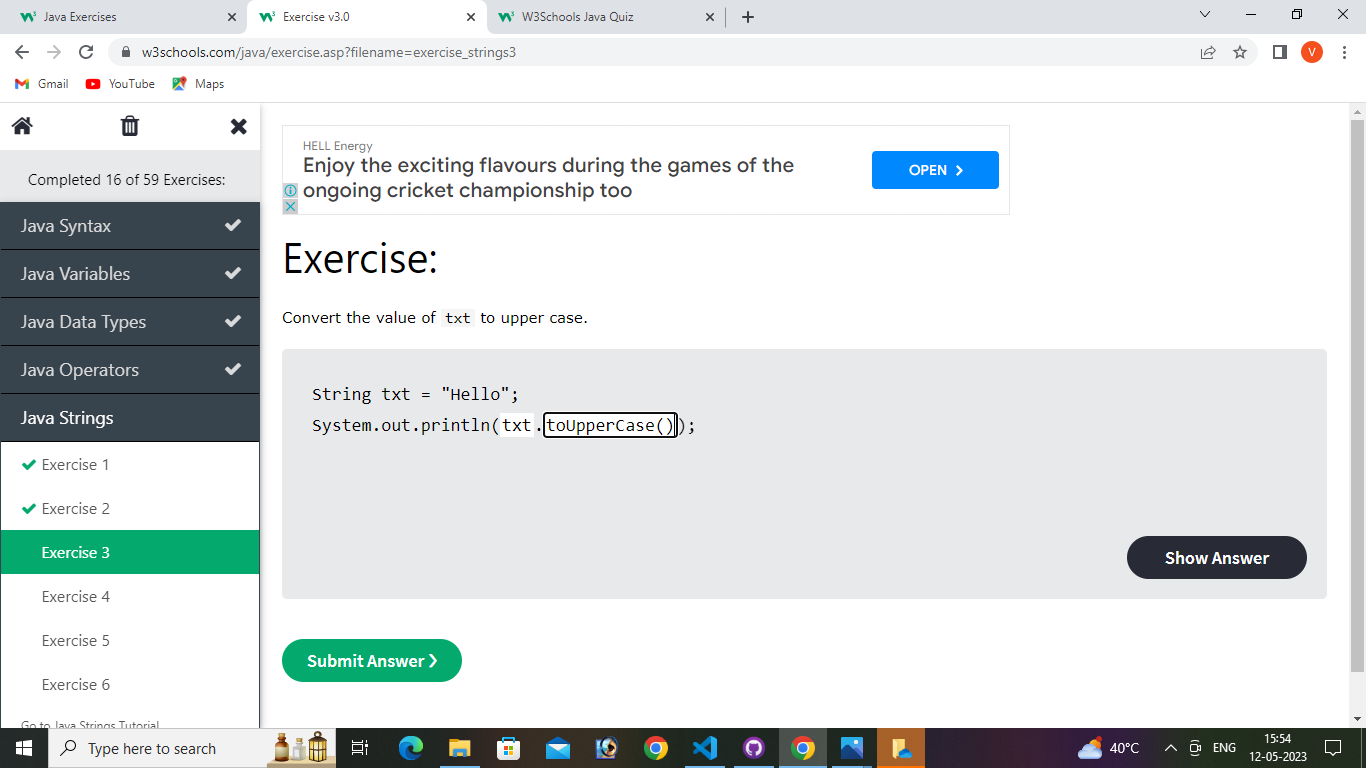 Java Exercises
Exercise v3.0
W3Schools Java Quiz
w3schools.com/java/exercise.asp?filename=exercise_strings3
V
Gmail
YouTube
Maps
Completed 16 of 59 Exercises:
Java Syntax
Java Variables
Java Data Types
Java Operators
Java Strings
Exercise 1
Exercise 2
Exercise 3
Exercise 4
Exercise 5
Exercise 6
Go to Java Strings Tutorial
HELL Energy
Enjoy the exciting flavours during the games of the
ongoing cricket championship too
OPEN
Exercise:
Convert the value of txt to upper case.
String txt = "Hello";
System.out.println(txt.toUpperCase());
Show Answer
Submit Answer ❯
Type here to search
40°C
ENG
15:54
12-05-2023